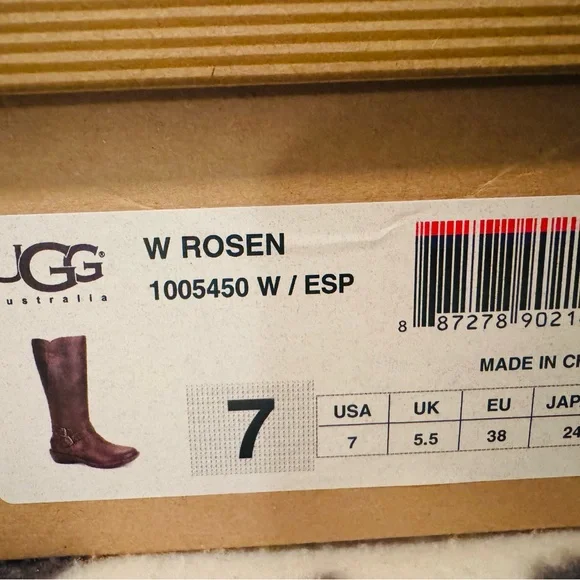 UGG®
australia
W ROSEN
1005450 W / ESP
8 87278 9021
MADE IN
7
USA UK EU JAP
7 5.5 38 24